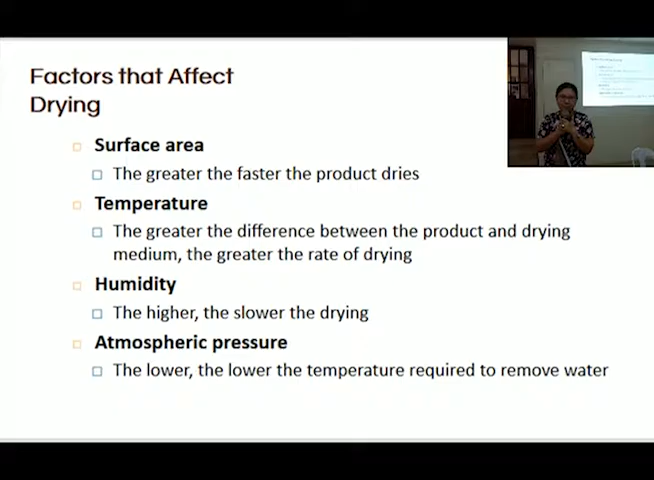 Factors that Affect
Drying
Surface area
The greater the faster the product dries
Temperature
The greater the difference between the product and drying
medium, the greater the rate of drying
Humidity
The higher, the slower the drying
Atmospheric pressure
The lower, the lower the temperature required to remove water